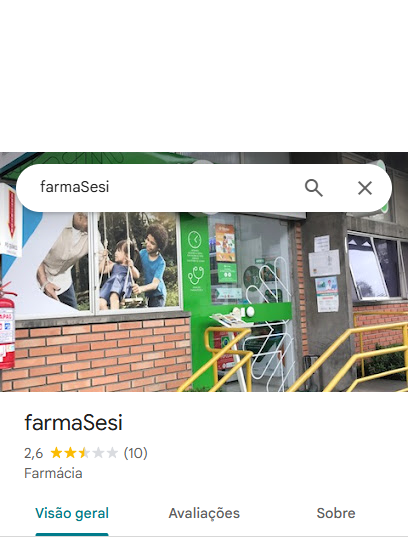 farmaSesi
farmaSesi
2,6 (10)
Farmácia
Visão geral
Avaliações
Sobre